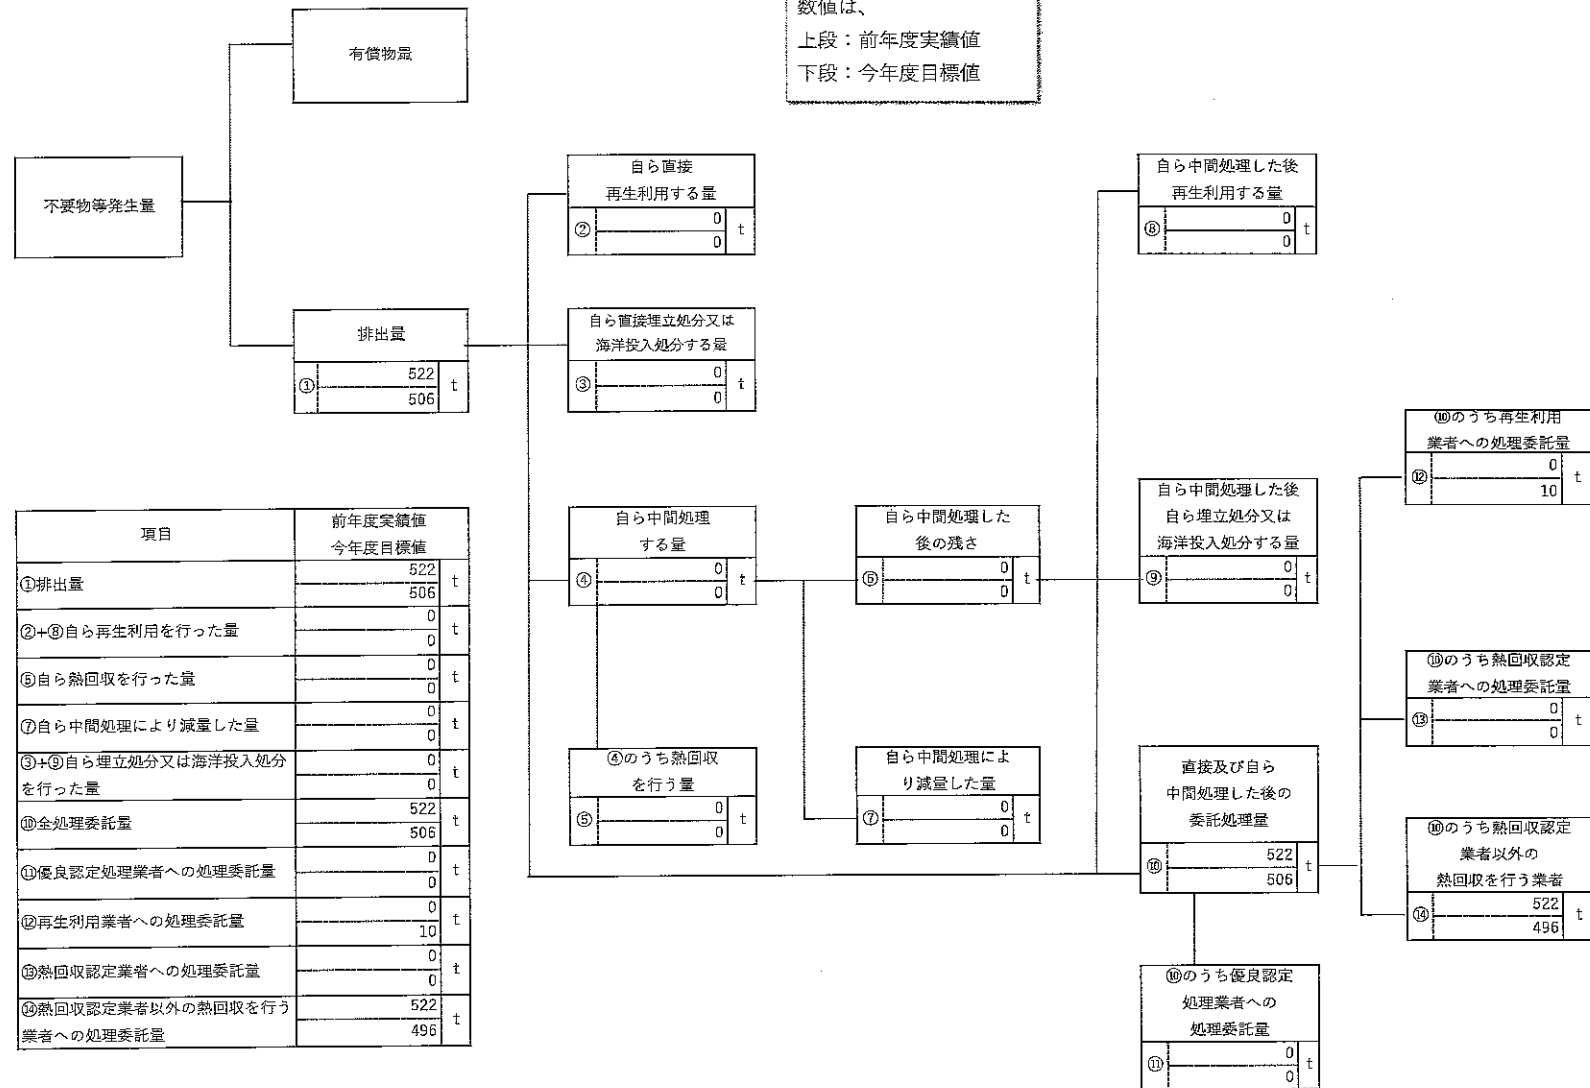 数値は、
上段：前年度実績値
下段：今年度目標値
有償物量
不要物等発生量
排出量
① 522 t
506
自ら直接
再生利用する量
② 0 t
0
自ら直接埋立処分又は
海洋投入処分する量
③ 0 t
0
自ら中間処理
する量
④ 0 t
0
④のうち熱回収
を行う量
⑤ 0 t
0
自ら中間処理した
後の残さ
⑥ 0 t
0
自ら中間処理によ
り減量した量
⑦ 0 t
0
自ら中間処理した後
再生利用する量
⑧ 0 t
0
自ら中間処理した後
自ら埋立処分又は
海洋投入処分する量
⑨ 0 t
0
直接及び自ら
中間処理した後の
委託処理量
⑩ 522 t
506
⑩のうち優良認定
処理業者への
処理委託量
⑪ 0 t
0
⑩のうち再生利用
業者への処理委託量
⑫ 0 t
10
⑩のうち熱回収認定
業者への処理委託量
⑬ 0 t
0
⑩のうち熱回収認定
業者以外の
熱回収を行う業者
⑭ 522 t
496
項目 前年度実績値
今年度目標値
①排出量 522 t
506
②+⑧自ら再生利用を行った量 0 t
0
⑤自ら熱回収を行った量 0 t
0
⑦自ら中間処理により減量した量 0 t
0
③+⑨自ら埋立処分又は海洋投入処分 0 t
を行った量 0
⑩全処理委託量 522 t
506
⑪優良認定処理業者への処理委託量 0 t
0
⑫再生利用業者への処理委託量 0 t
10
⑬熱回収認定業者への処理委託量 0 t
0
⑭熱回収認定業者以外の熱回収を行う 522 t
業者への処理委託量 496